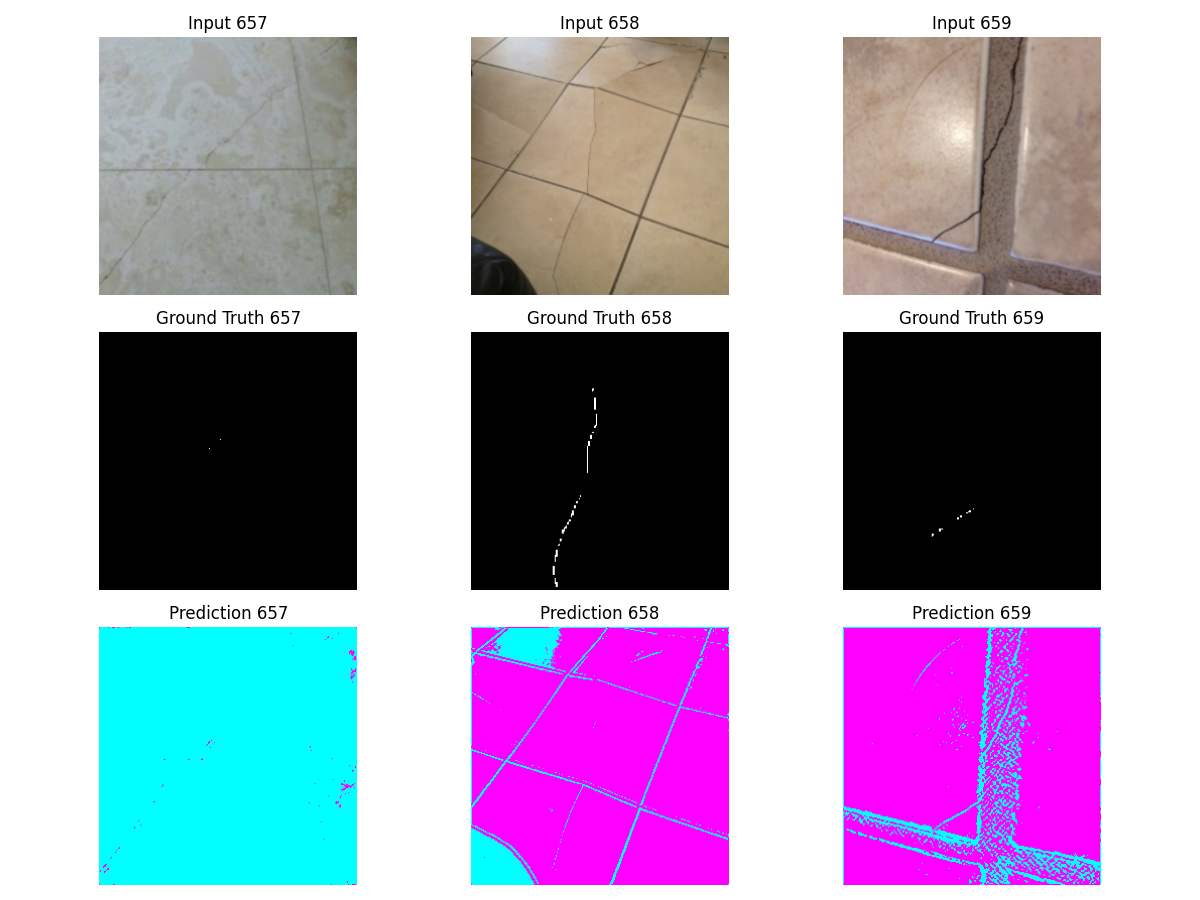 Input 657
Input 658
Input 659
Ground Truth 657
Ground Truth 658
Ground Truth 659
Prediction 657
Prediction 658
Prediction 659